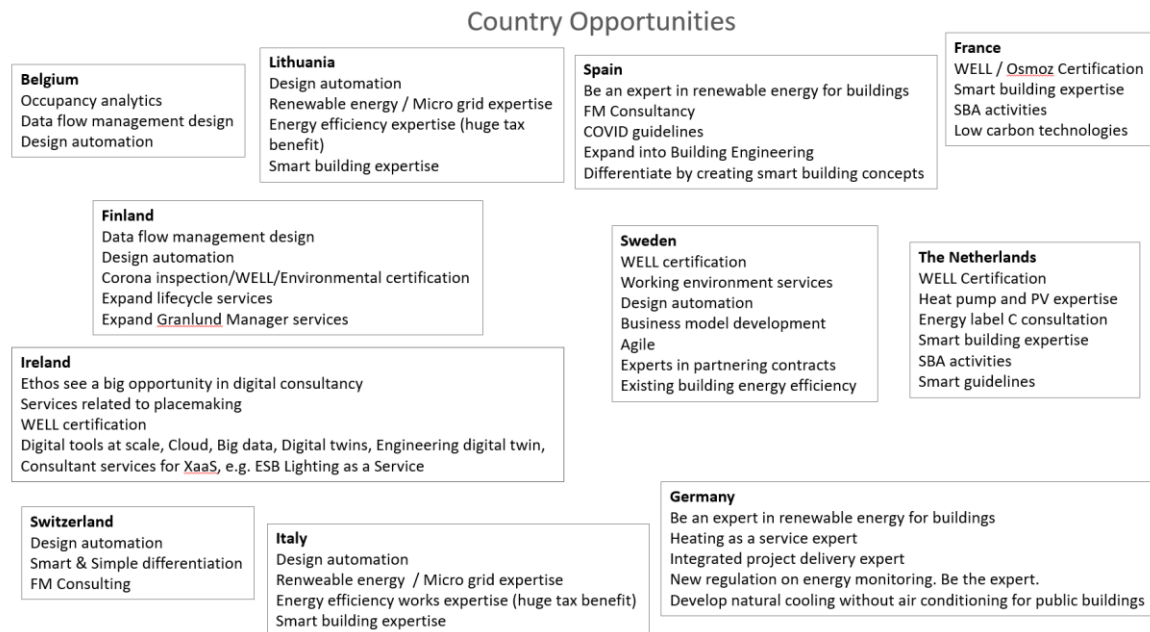 Country Opportunities
Belgium
Occupancy analytics
Data flow management design
Design automation
Lithuania
Design automation
Renewable energy / Micro grid expertise
Energy efficiency expertise (huge tax
benefit)
Smart building expertise
Spain
Be an expert in renewable energy for buildings
FM Consultancy
COVID guidelines
Expand into Building Engineering
Differentiate by creating smart building concepts
France
WELL / Osmoz Certification
Smart building expertise
SBA activities
Low carbon technologies
Finland
Data flow management design
Design automation
Corona inspection/WELL/Environmental certification
Expand lifecycle services
Expand Granlund Manager services
Sweden
WELL certification
Working environment services
Design automation
Business model development
Agile
Experts in partnering contracts
Existing building energy efficiency
The Netherlands
WELL Certification
Heat pump and PV expertise
Energy label C consultation
Smart building expertise
SBA activities
Smart guidelines
Ireland
Ethos see a big opportunity in digital consultancy
Services related to placemaking
WELL certification
Digital tools at scale, Cloud, Big data, Digital twins, Engineering digital twin,
Consultant services for XaaS, e.g. ESB Lighting as a Service
Switzerland
Design automation
Smart & Simple differentiation
FM Consulting
Italy
Design automation
Renweable energy  / Micro grid expertise
Energy efficiency works expertise (huge tax benefit)
Smart building expertise
Germany
Be an expert in renewable energy for buildings
Heating as a service expert
Integrated project delivery expert
New regulation on energy monitoring. Be the expert.
Develop natural cooling without air conditioning for public buildings